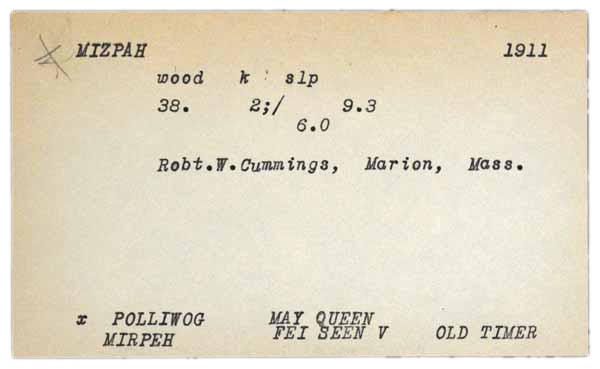 MIZPAH 1911
wood k slp
38. 2;/ 9.3
6.0
Robt.W.Cummings, Marion, Mass.
x POLLIWOG MAY QUEEN
MIRPEH FEI SEEN V OLD TIMER